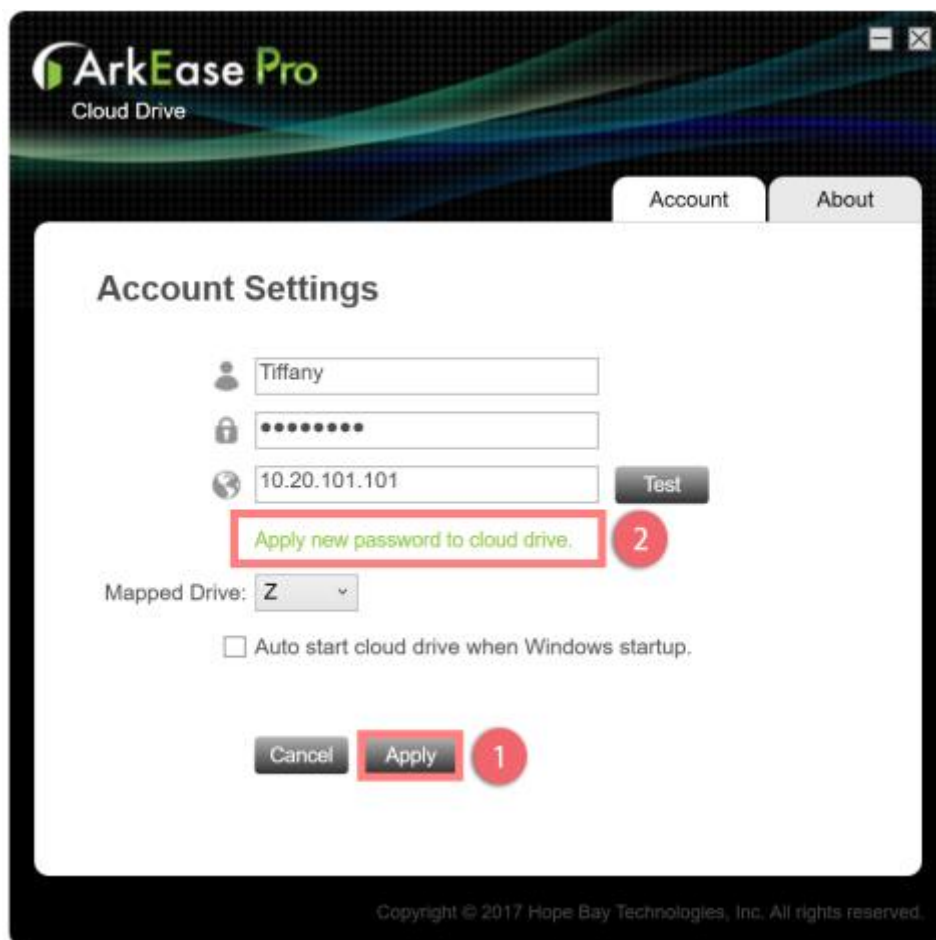 ArkEase Pro
Cloud Drive
Account
About
Account Settings
Tiffany
10.20.101.101
Test
Apply new password to cloud drive.
2
Mapped Drive: Z
Auto start cloud drive when Windows startup.
Cancel
Apply
1
Copyright © 2017 Hope Bay Technologies, Inc. All rights reserved.